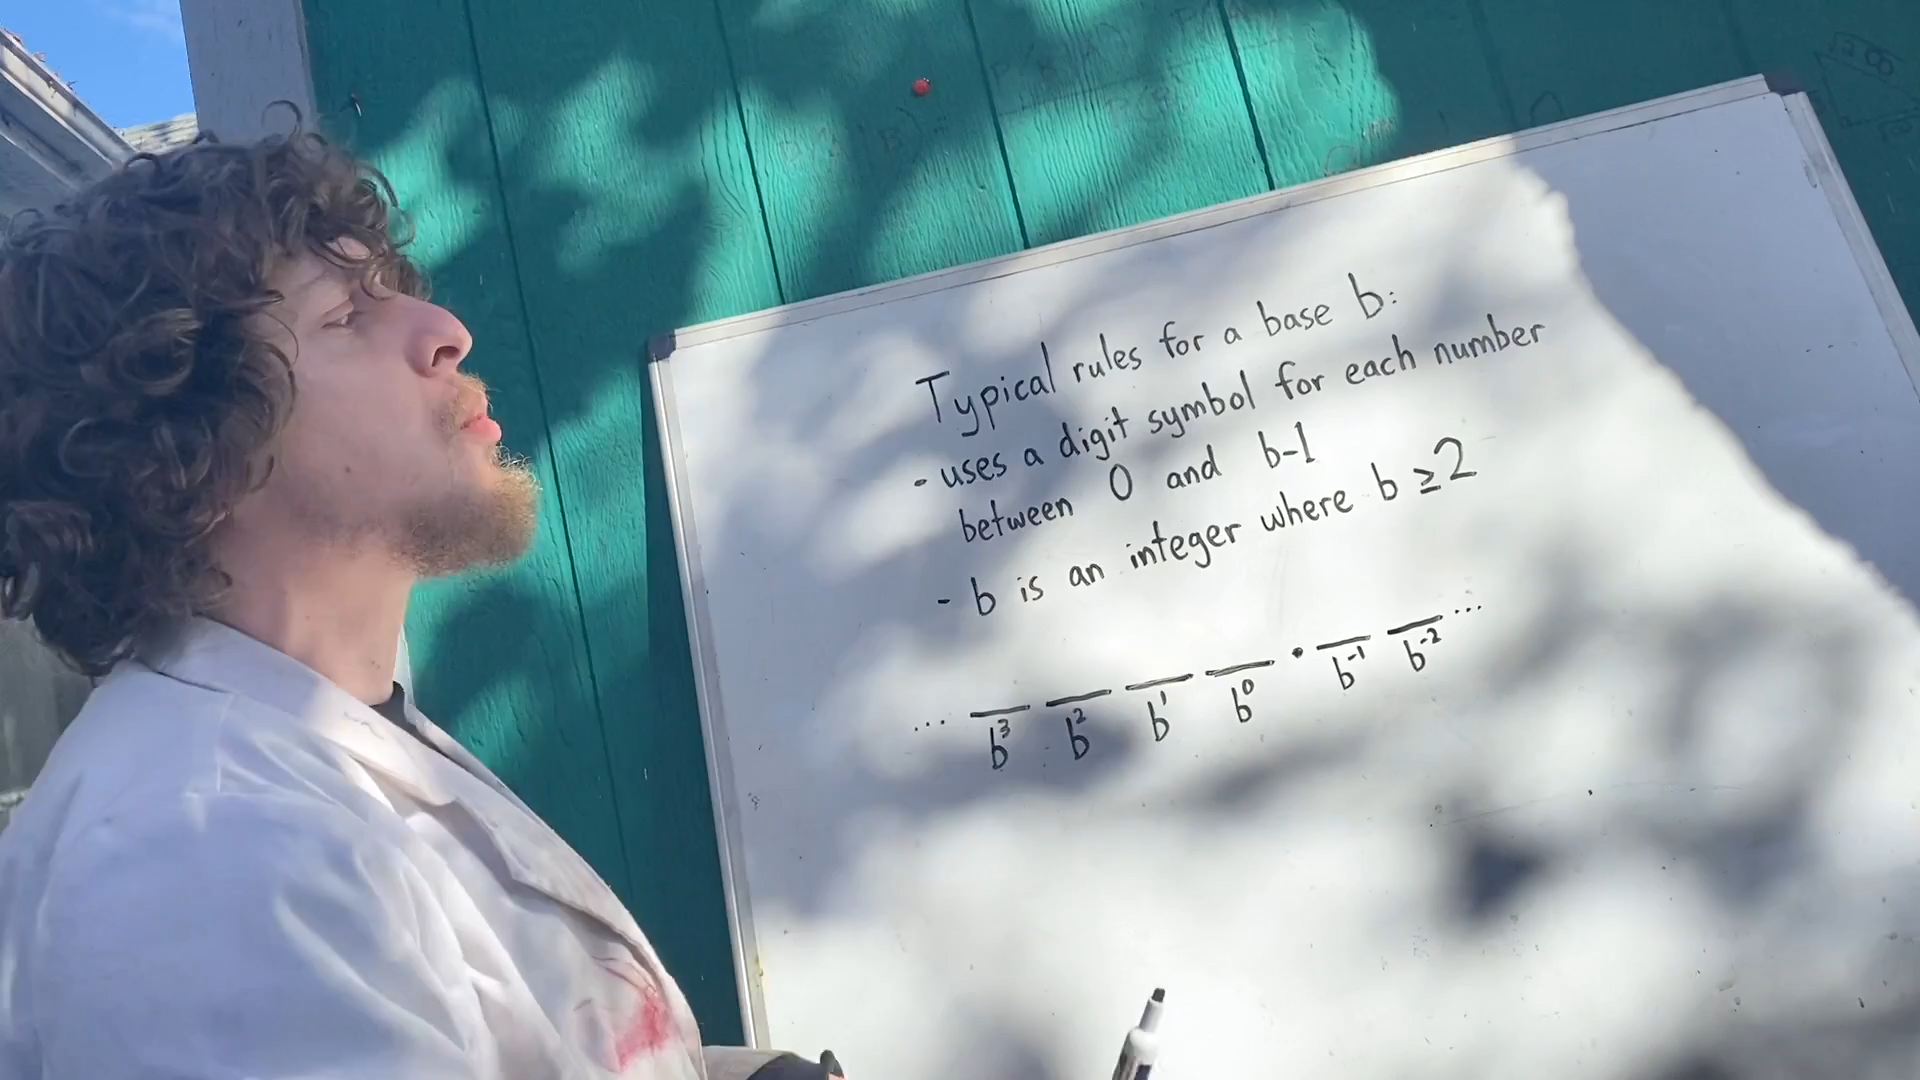 Typical rules for a base b:
- uses a digit symbol for each number
between 0 and b-1
- b is an integer where b ≥ 2
... b³ b² b¹ b⁰ . b⁻¹ b⁻² ...